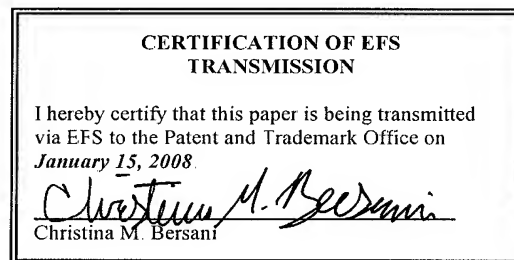 CERTIFICATION OF EFS
TRANSMISSION
I hereby certify that this paper is being transmitted
via EFS to the Patent and Trademark Office on
January 15, 2008
Christina M. Bersani
Christina M. Bersani